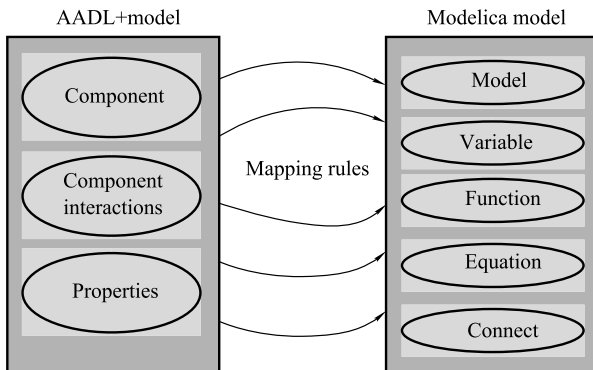 AADL+model
Modelica model
Component
Component
interactions
Properties
Mapping rules
Model
Variable
Function
Equation
Connect